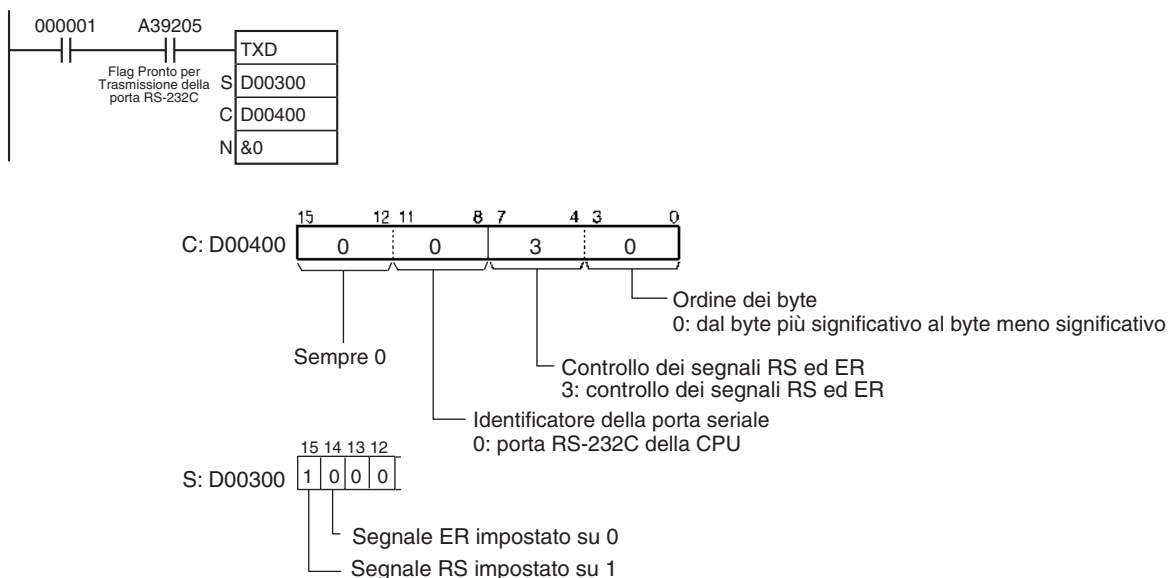 000001 A39205
TXD
Flag Pronto per
Trasmissione della
porta RS-232C
S D00300
C D00400
N &0
15 12 11 8 7 4 3 0
C: D00400 0 0 3 0
Ordine dei byte
0: dal byte più significativo al byte meno significativo
Sempre 0
Controllo dei segnali RS ed ER
3: controllo dei segnali RS ed ER
Identificatore della porta seriale
0: porta RS-232C della CPU
15 14 13 12
S: D00300 1 0 0 0
Segnale ER impostato su 0
Segnale RS impostato su 1